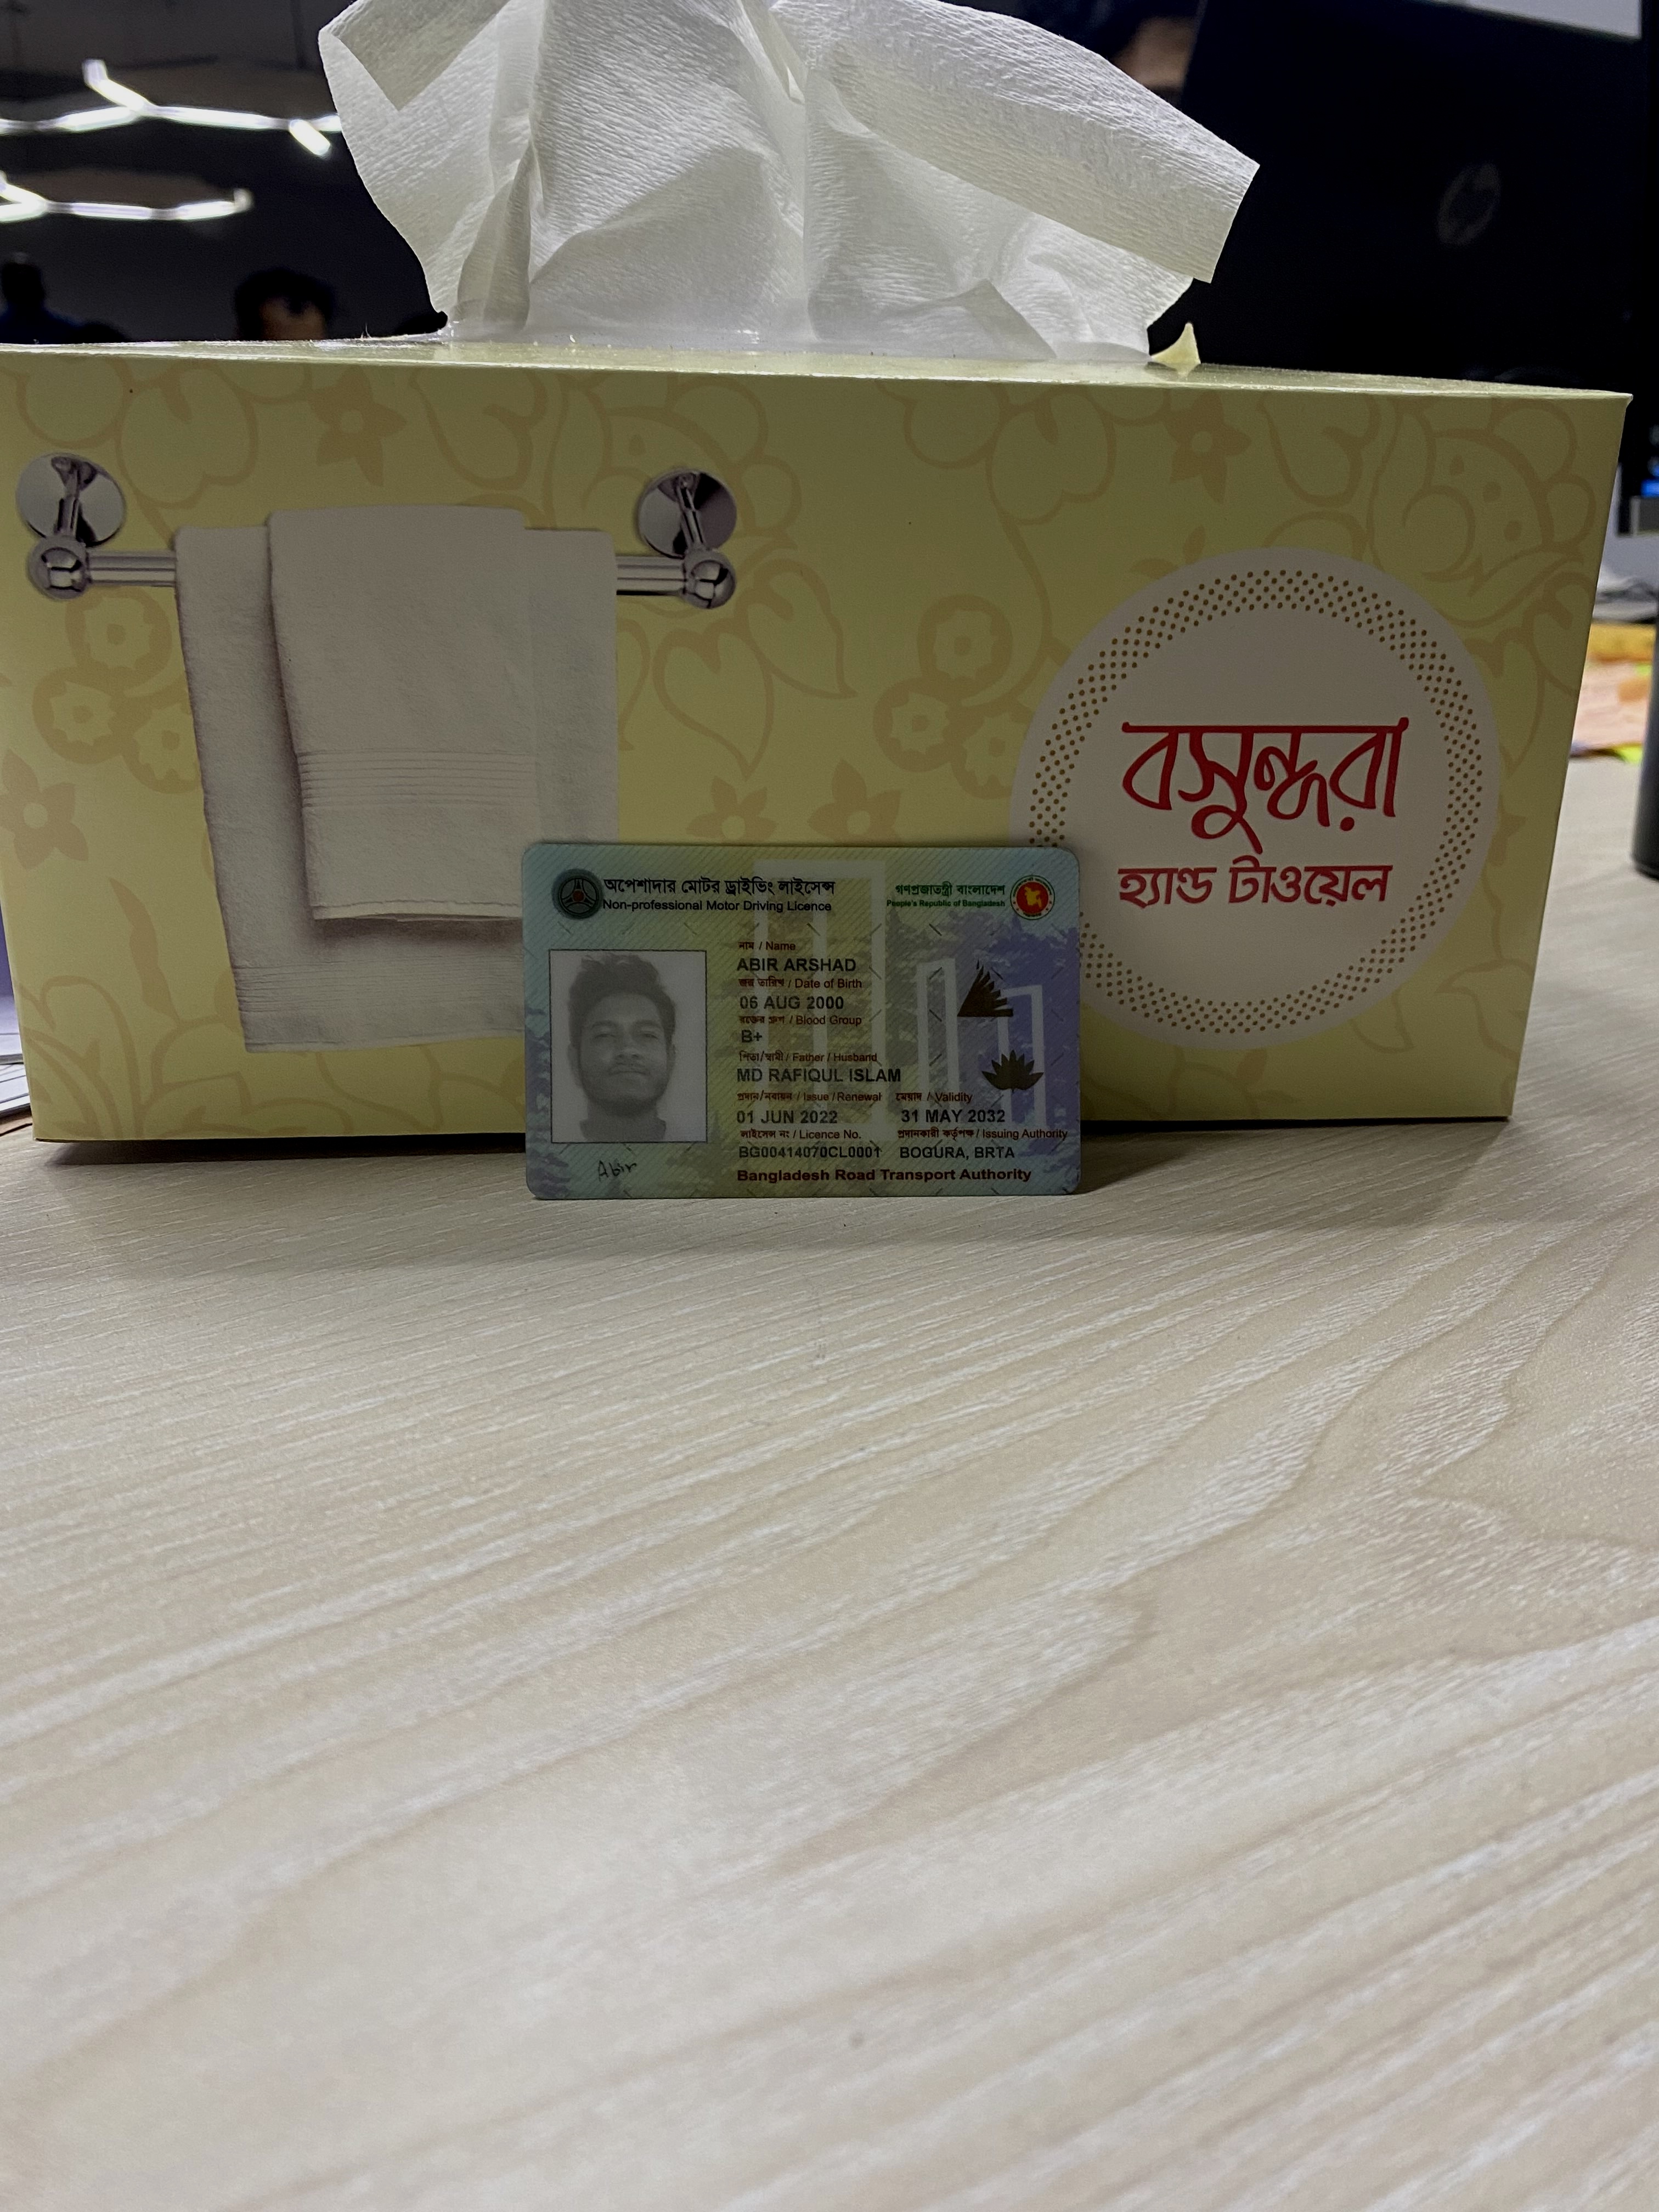 বসুন্ধরা
হ্যান্ড টাওয়েল
অপেশাদার মোটর ড্রাইভিং লাইসেন্স
Non-professional Motor Driving Licence
গণপ্রজাতন্ত্রী বাংলাদেশ
People's Republic of Bangladesh
নাম / Name
ABIR ARSHAD
জন্ম তারিখ / Date of Birth
06 AUG 2000
রক্তের গ্রুপ / Blood Group
B+
পিতা/স্বামী / Father / Husband
MD RAFIQUL ISLAM
প্রদান/নবায়ন / Issue / Renewal মেয়াদ / Validity
01 JUN 2022 31 MAY 2032
লাইসেন্স নং / Licence No. প্রদানকারী কর্তৃপক্ষ / Issuing Authority
BG00414070CL0001 BOGURA, BRTA
Abir
Bangladesh Road Transport Authority
hp